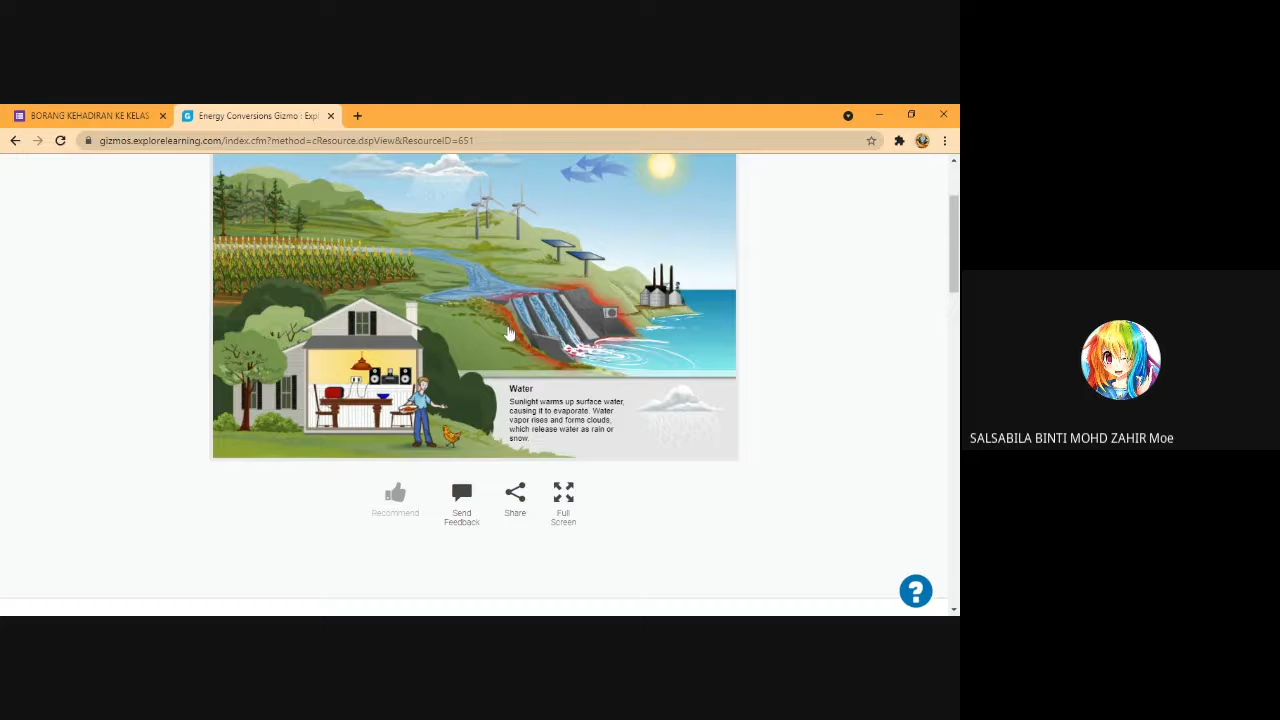 BORANG KEHADIRAN KE KELAS
Energy Conversions Gizmo : Expl
gizmos.explorelearning.com/index.cfm?method=cResource.dspView&ResourceID=651
Water
Sunlight warms up surface water,
causing it to evaporate. Water
vapor rises and forms clouds,
which release water as rain or
snow.
Recommend
Send
Feedback
Share
Full
Screen
?
SALSABILA BINTI MOHD ZAHIR Moe